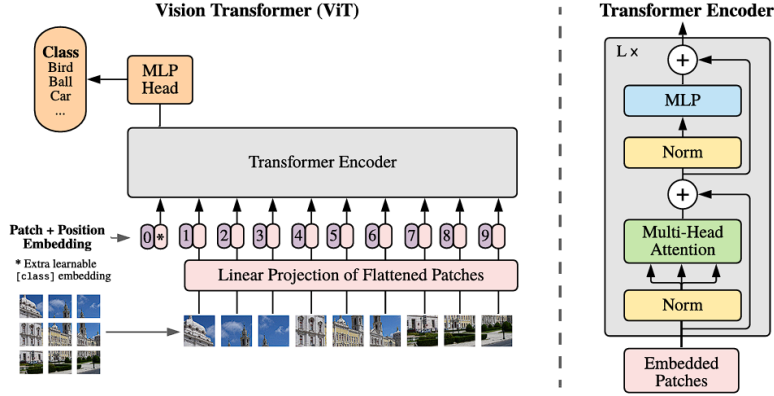 Vision Transformer (ViT)
Class
Bird
Ball
Car
...
MLP
Head
Transformer Encoder
Patch + Position
Embedding
0 * 1 2 3 4 5 6 7 8 9
* Extra learnable
[class] embedding
Linear Projection of Flattened Patches
Transformer Encoder
L x
+
MLP
Norm
+
Multi-Head
Attention
Norm
Embedded
Patches